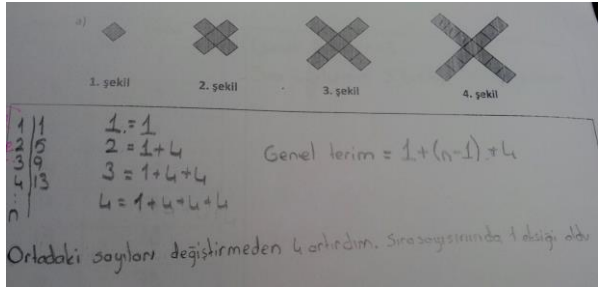 a)
1. şekil 2. şekil 3. şekil 4. şekil
1 | 1
2 | 5
3 | 9
4 | 13
:
n |
1 = 1
2 = 1+4
3 = 1+4+4
4 = 1+4+4+4
Genel terim = 1+(n-1).+4
Ortadaki sayıları değiştirmeden 4 artırdım. Sıra sayısınında 1 eksiği oldu